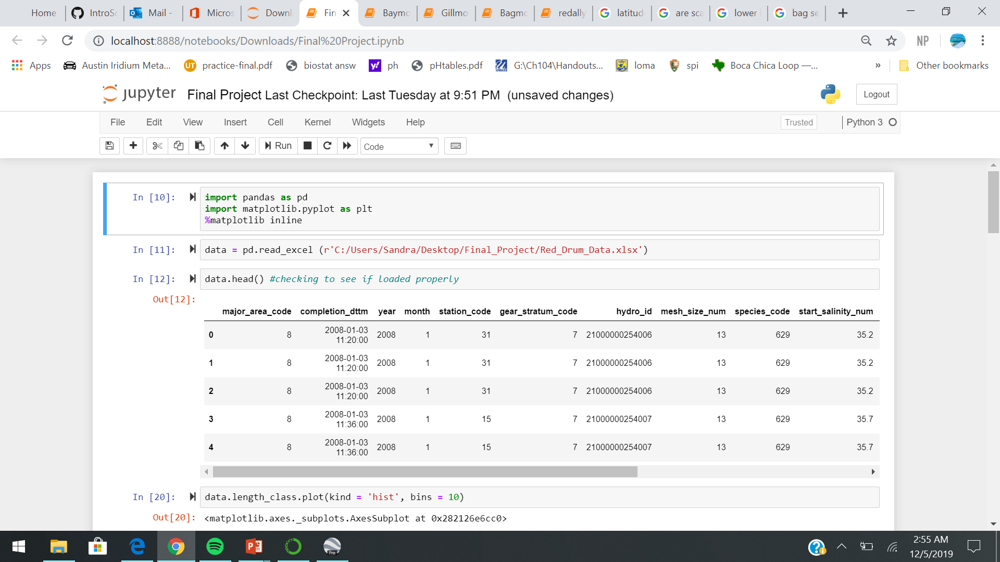 Home
IntroSc
Mail -
Micros
Downl
Fin
Baymo
Gillmo
Bagmo
redally
latitud
are sca
lower
bag se
localhost:8888/notebooks/Downloads/Final%20Project.ipynb
NP
Apps
Austin Iridium Meta...
UT
practice-final.pdf
biostat answ
y!
ph
pHtables.pdf
G:\Ch104\Handouts...
loma
spi
Boca Chica Loop —...
»
Other bookmarks
jupyter
Final Project Last Checkpoint: Last Tuesday at 9:51 PM (unsaved changes)
Logout
File Edit View Insert Cell Kernel Widgets Help
Trusted
Python 3
Run
Code
In [10]:
import pandas as pd
import matplotlib.pyplot as plt
%matplotlib inline
In [11]:
data = pd.read_excel (r'C:/Users/Sandra/Desktop/Final_Project/Red_Drum_Data.xlsx')
In [12]:
data.head() #checking to see if loaded properly
Out[12]:
major_area_code completion_dttm year month station_code gear_stratum_code hydro_id mesh_size_num species_code start_salinity_num
0 8 2008-01-03 11:20:00 2008 1 31 7 21000000254006 13 629 35.2
1 8 2008-01-03 11:20:00 2008 1 31 7 21000000254006 13 629 35.2
2 8 2008-01-03 11:20:00 2008 1 31 7 21000000254006 13 629 35.2
3 8 2008-01-03 11:36:00 2008 1 15 7 21000000254007 13 629 35.7
4 8 2008-01-03 11:36:00 2008 1 15 7 21000000254007 13 629 35.7
In [20]:
data.length_class.plot(kind = 'hist', bins = 10)
Out[20]:
<matplotlib.axes._subplots.AxesSubplot at 0x282126e6cc0>
Pro
2:55 AM
12/5/2019